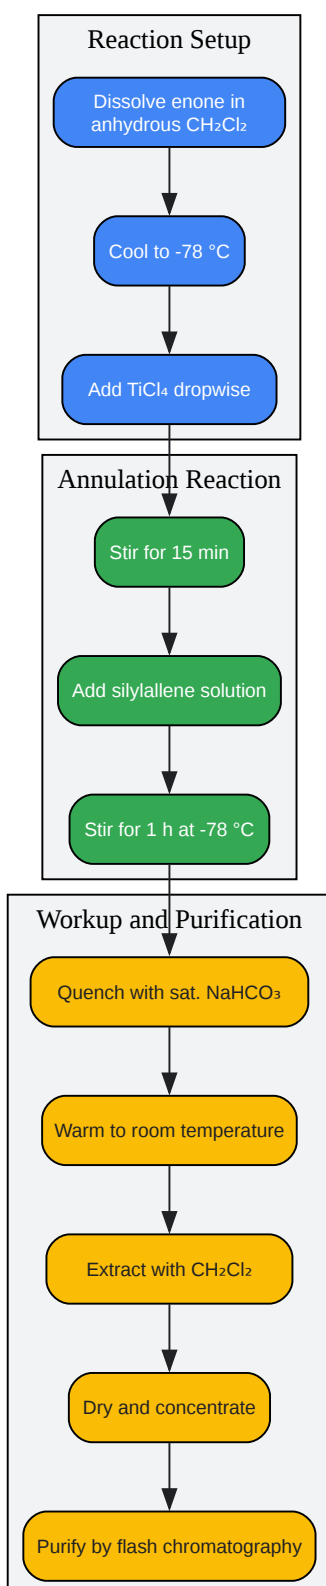 Reaction Setup
Dissolve enone in
anhydrous CH₂Cl₂
Cool to -78 °C
Add TiCl₄ dropwise
Annulation Reaction
Stir for 15 min
Add silylallene solution
Stir for 1 h at -78 °C
Workup and Purification
Quench with sat. NaHCO₃
Warm to room temperature
Extract with CH₂Cl₂
Dry and concentrate
Purify by flash chromatography